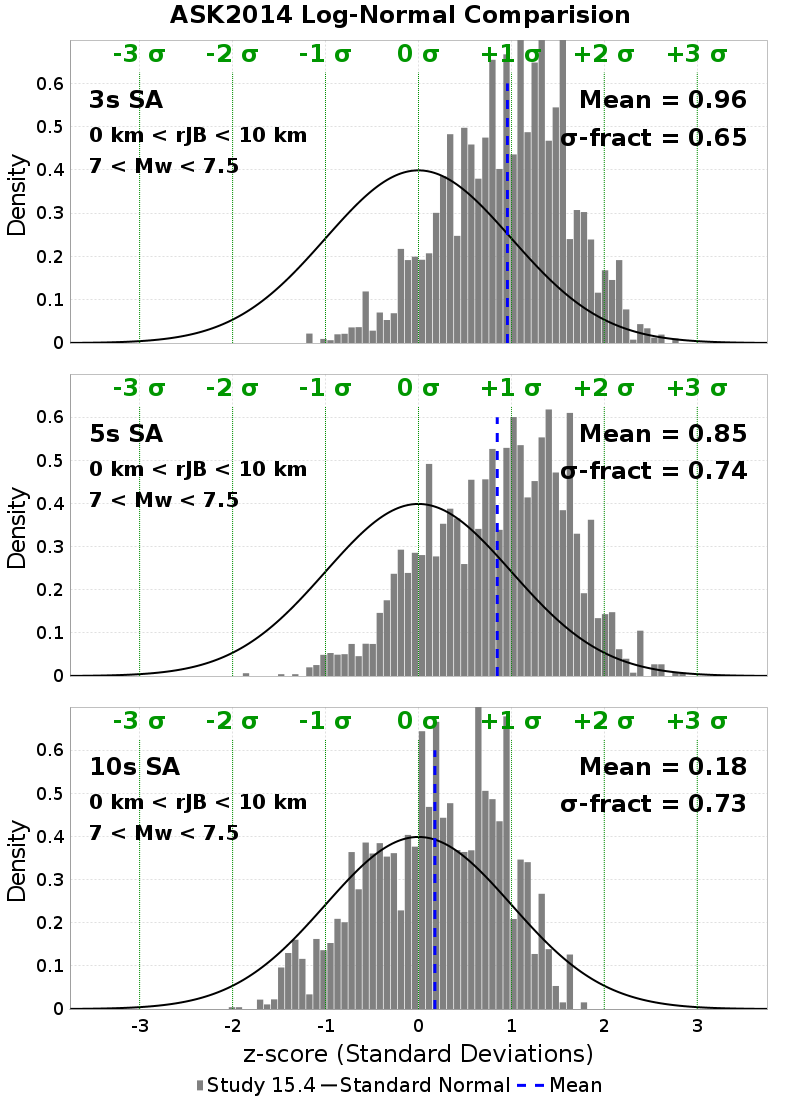 ASK2014 Log-Normal Comparision
-3 σ -2 σ -1 σ 0 σ +1 σ +2 σ +3 σ
3s SA
0 km < rJB < 10 km
7 < Mw < 7.5
Mean = 0.96
σ-fract = 0.65
0.6
0.5
0.4
0.3
0.2
0.1
0
Density
-3 σ -2 σ -1 σ 0 σ +1 σ +2 σ +3 σ
5s SA
0 km < rJB < 10 km
7 < Mw < 7.5
Mean = 0.85
σ-fract = 0.74
0.6
0.5
0.4
0.3
0.2
0.1
0
Density
-3 σ -2 σ -1 σ 0 σ +1 σ +2 σ +3 σ
10s SA
0 km < rJB < 10 km
7 < Mw < 7.5
Mean = 0.18
σ-fract = 0.73
0.6
0.5
0.4
0.3
0.2
0.1
0
Density
-3 -2 -1 0 1 2 3
z-score (Standard Deviations)
Study 15.4 Standard Normal Mean